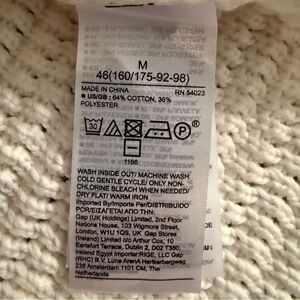 M
46(160/175-92-98)
MADE IN CHINA RN 54023
■ US/GB : 64% COTTON, 36%
POLYESTER
30 P®
1166
WASH INSIDE OUT/ MACHINE WASH
COLD GENTLE CYCLE/ ONLY NON-
CHLORINE BLEACH WHEN NEEDED/
DRY FLAT/ WARM IRON
Imported By/Importe Par/DISTRIBUIDO
POR/ΕΙΣΑΓΕΤΑΙ ΑΠΟ ΤΗΝ:
Gap (UK Holdings) Limited, 2nd Floor
Nations House, 103 Wigmore Street,
London, W1U 1QS, UK Gap Stores
(Ireland) Limited c/o Arthur Cox, 10
Earlsfort Terrace, Dublin 2, D02 T380,
Ireland Egypt Importer:RIGE, LLC Gap
(RHC) B.V. Luna ArenA Herikerbergweg
238 Amsterdam 1101 CM, The
Netherlands